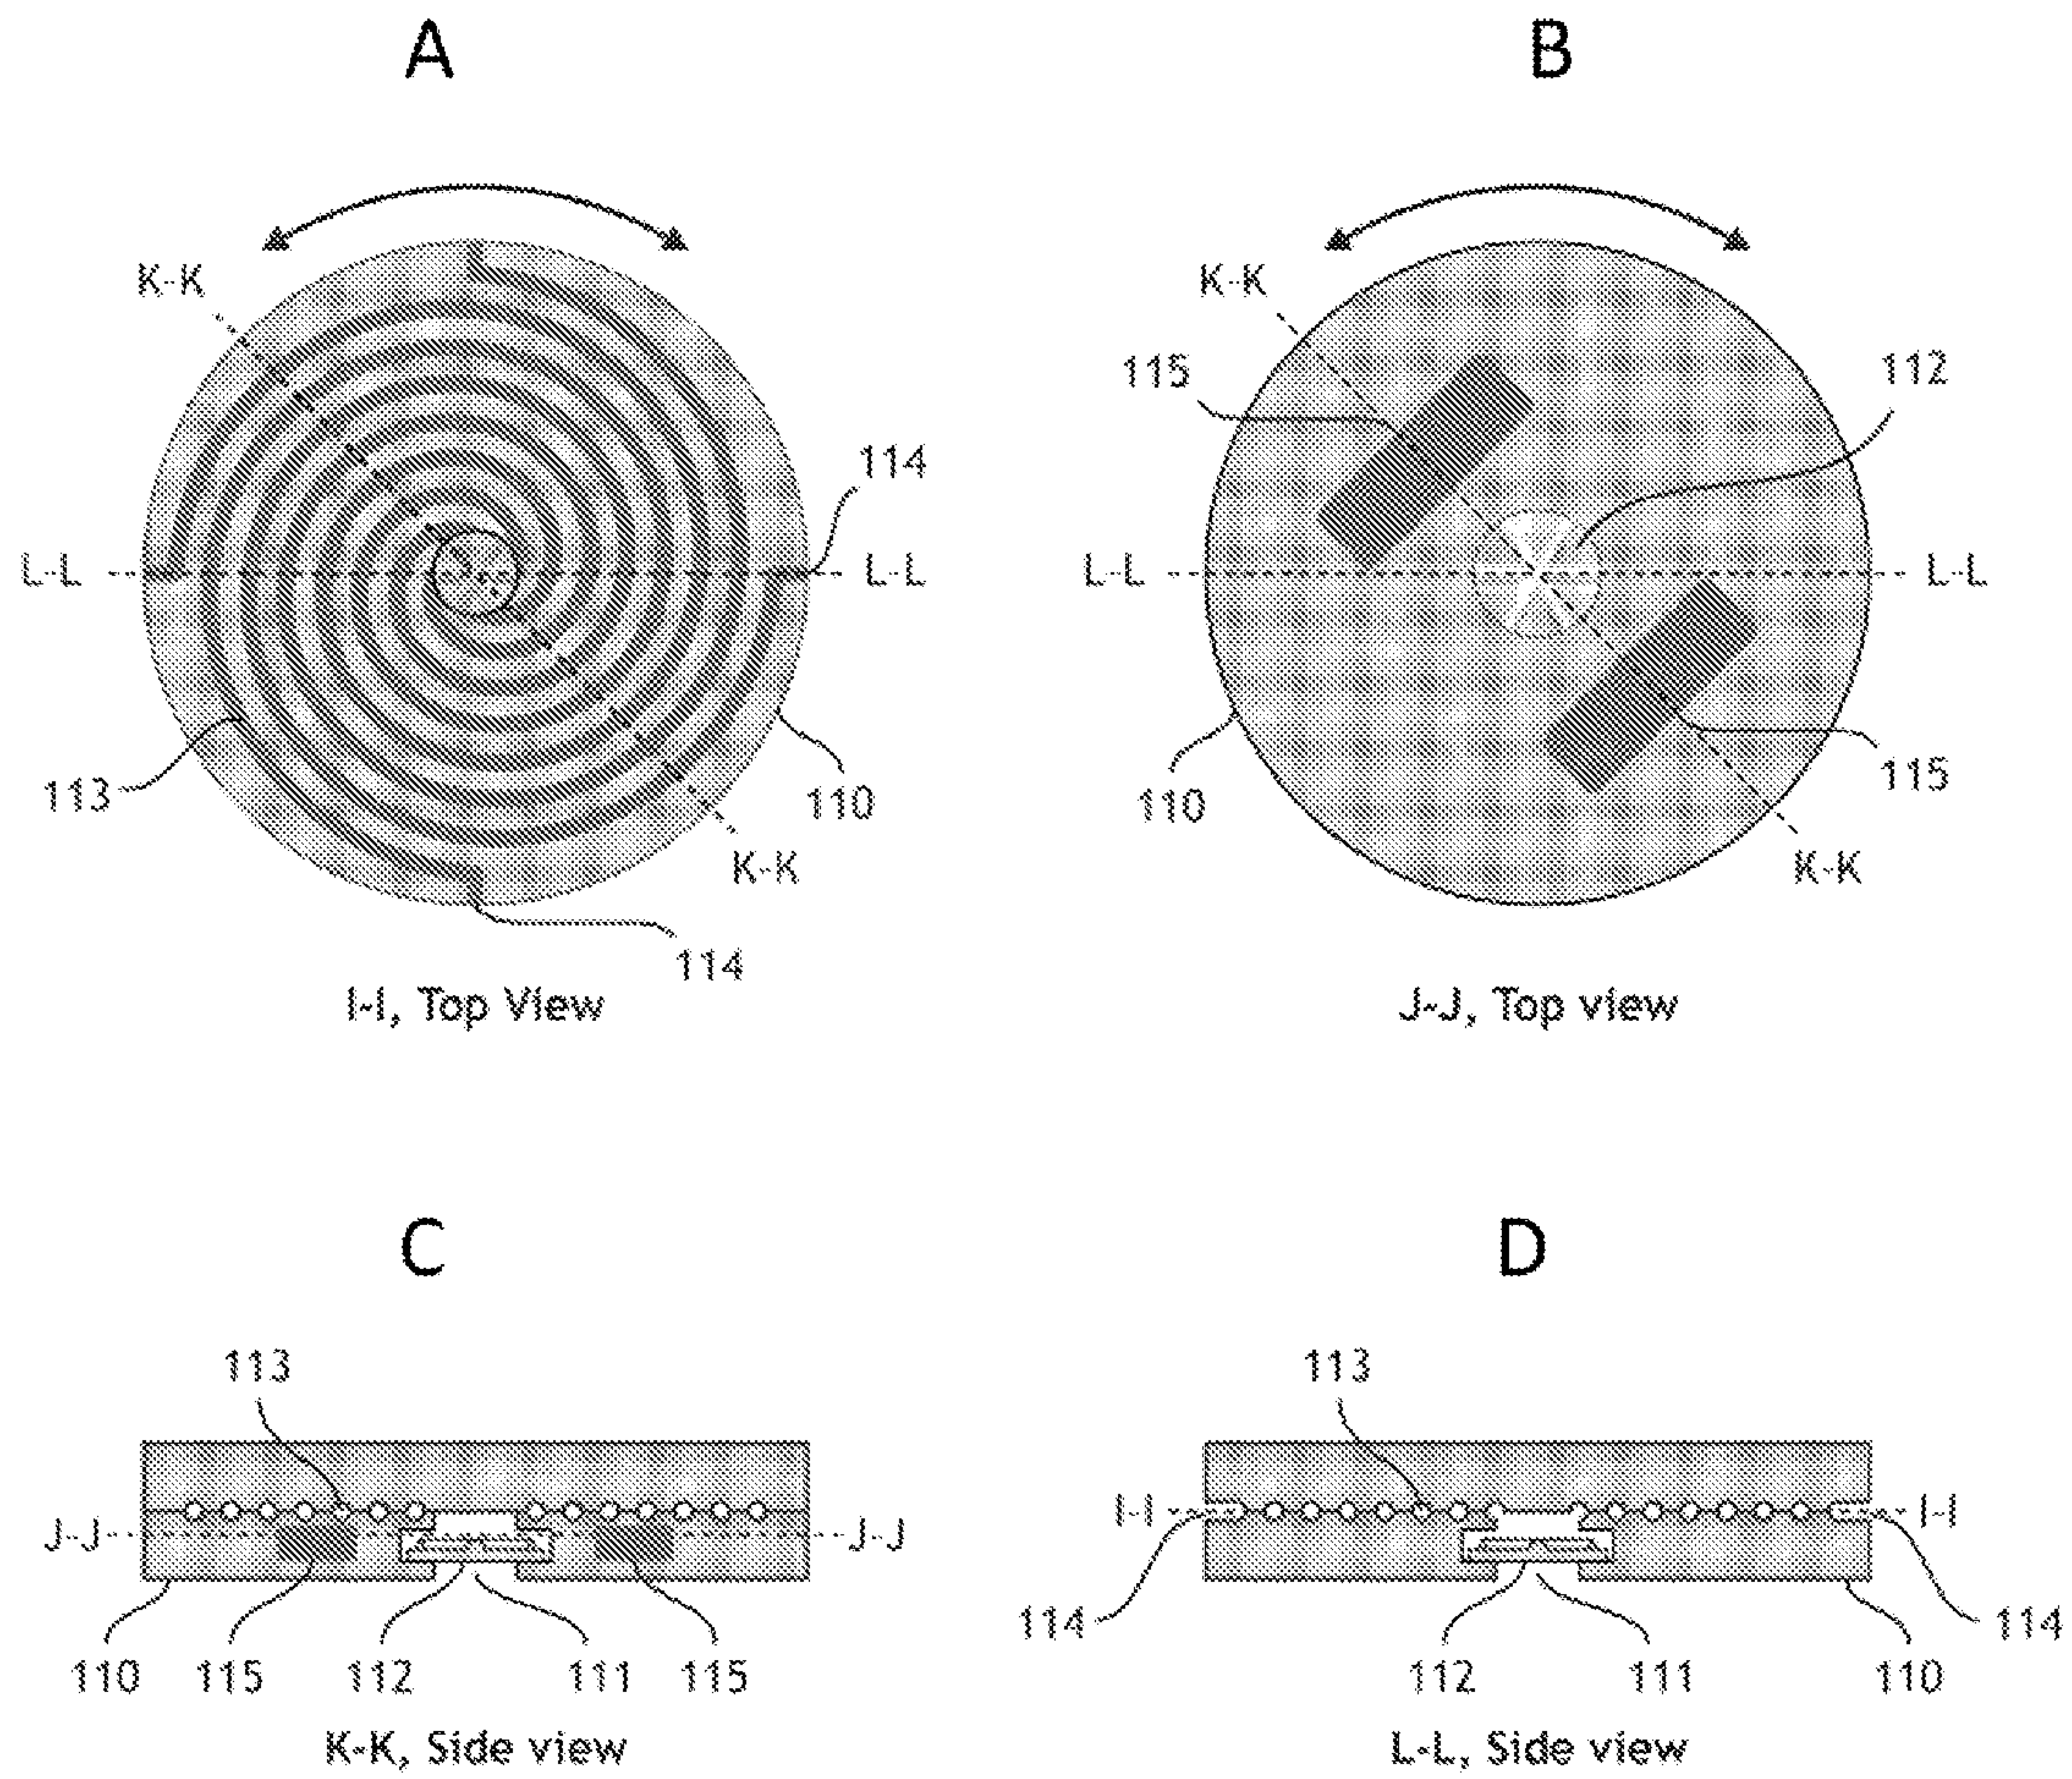 A
B
K-K
K-K
115
112
114
L-L
L-L
L-L
L-L
113
110
110
115
K-K
K-K
114
I-I, Top View
J-J, Top view
C
D
113
113
J-J
J-J
I-I
I-I
114
114
110
115
112
111
115
112
111
110
K-K, Side view
L-L, Side view